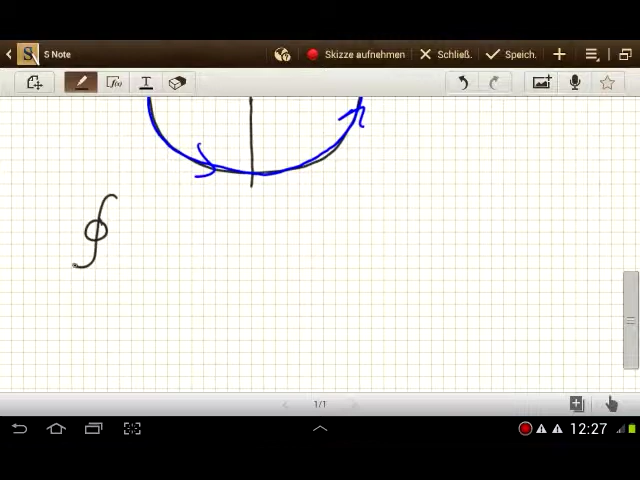 S Note
Skizze aufnehmen
Schließ.
Speich.
f(x)
T
∮
1/1
12:27